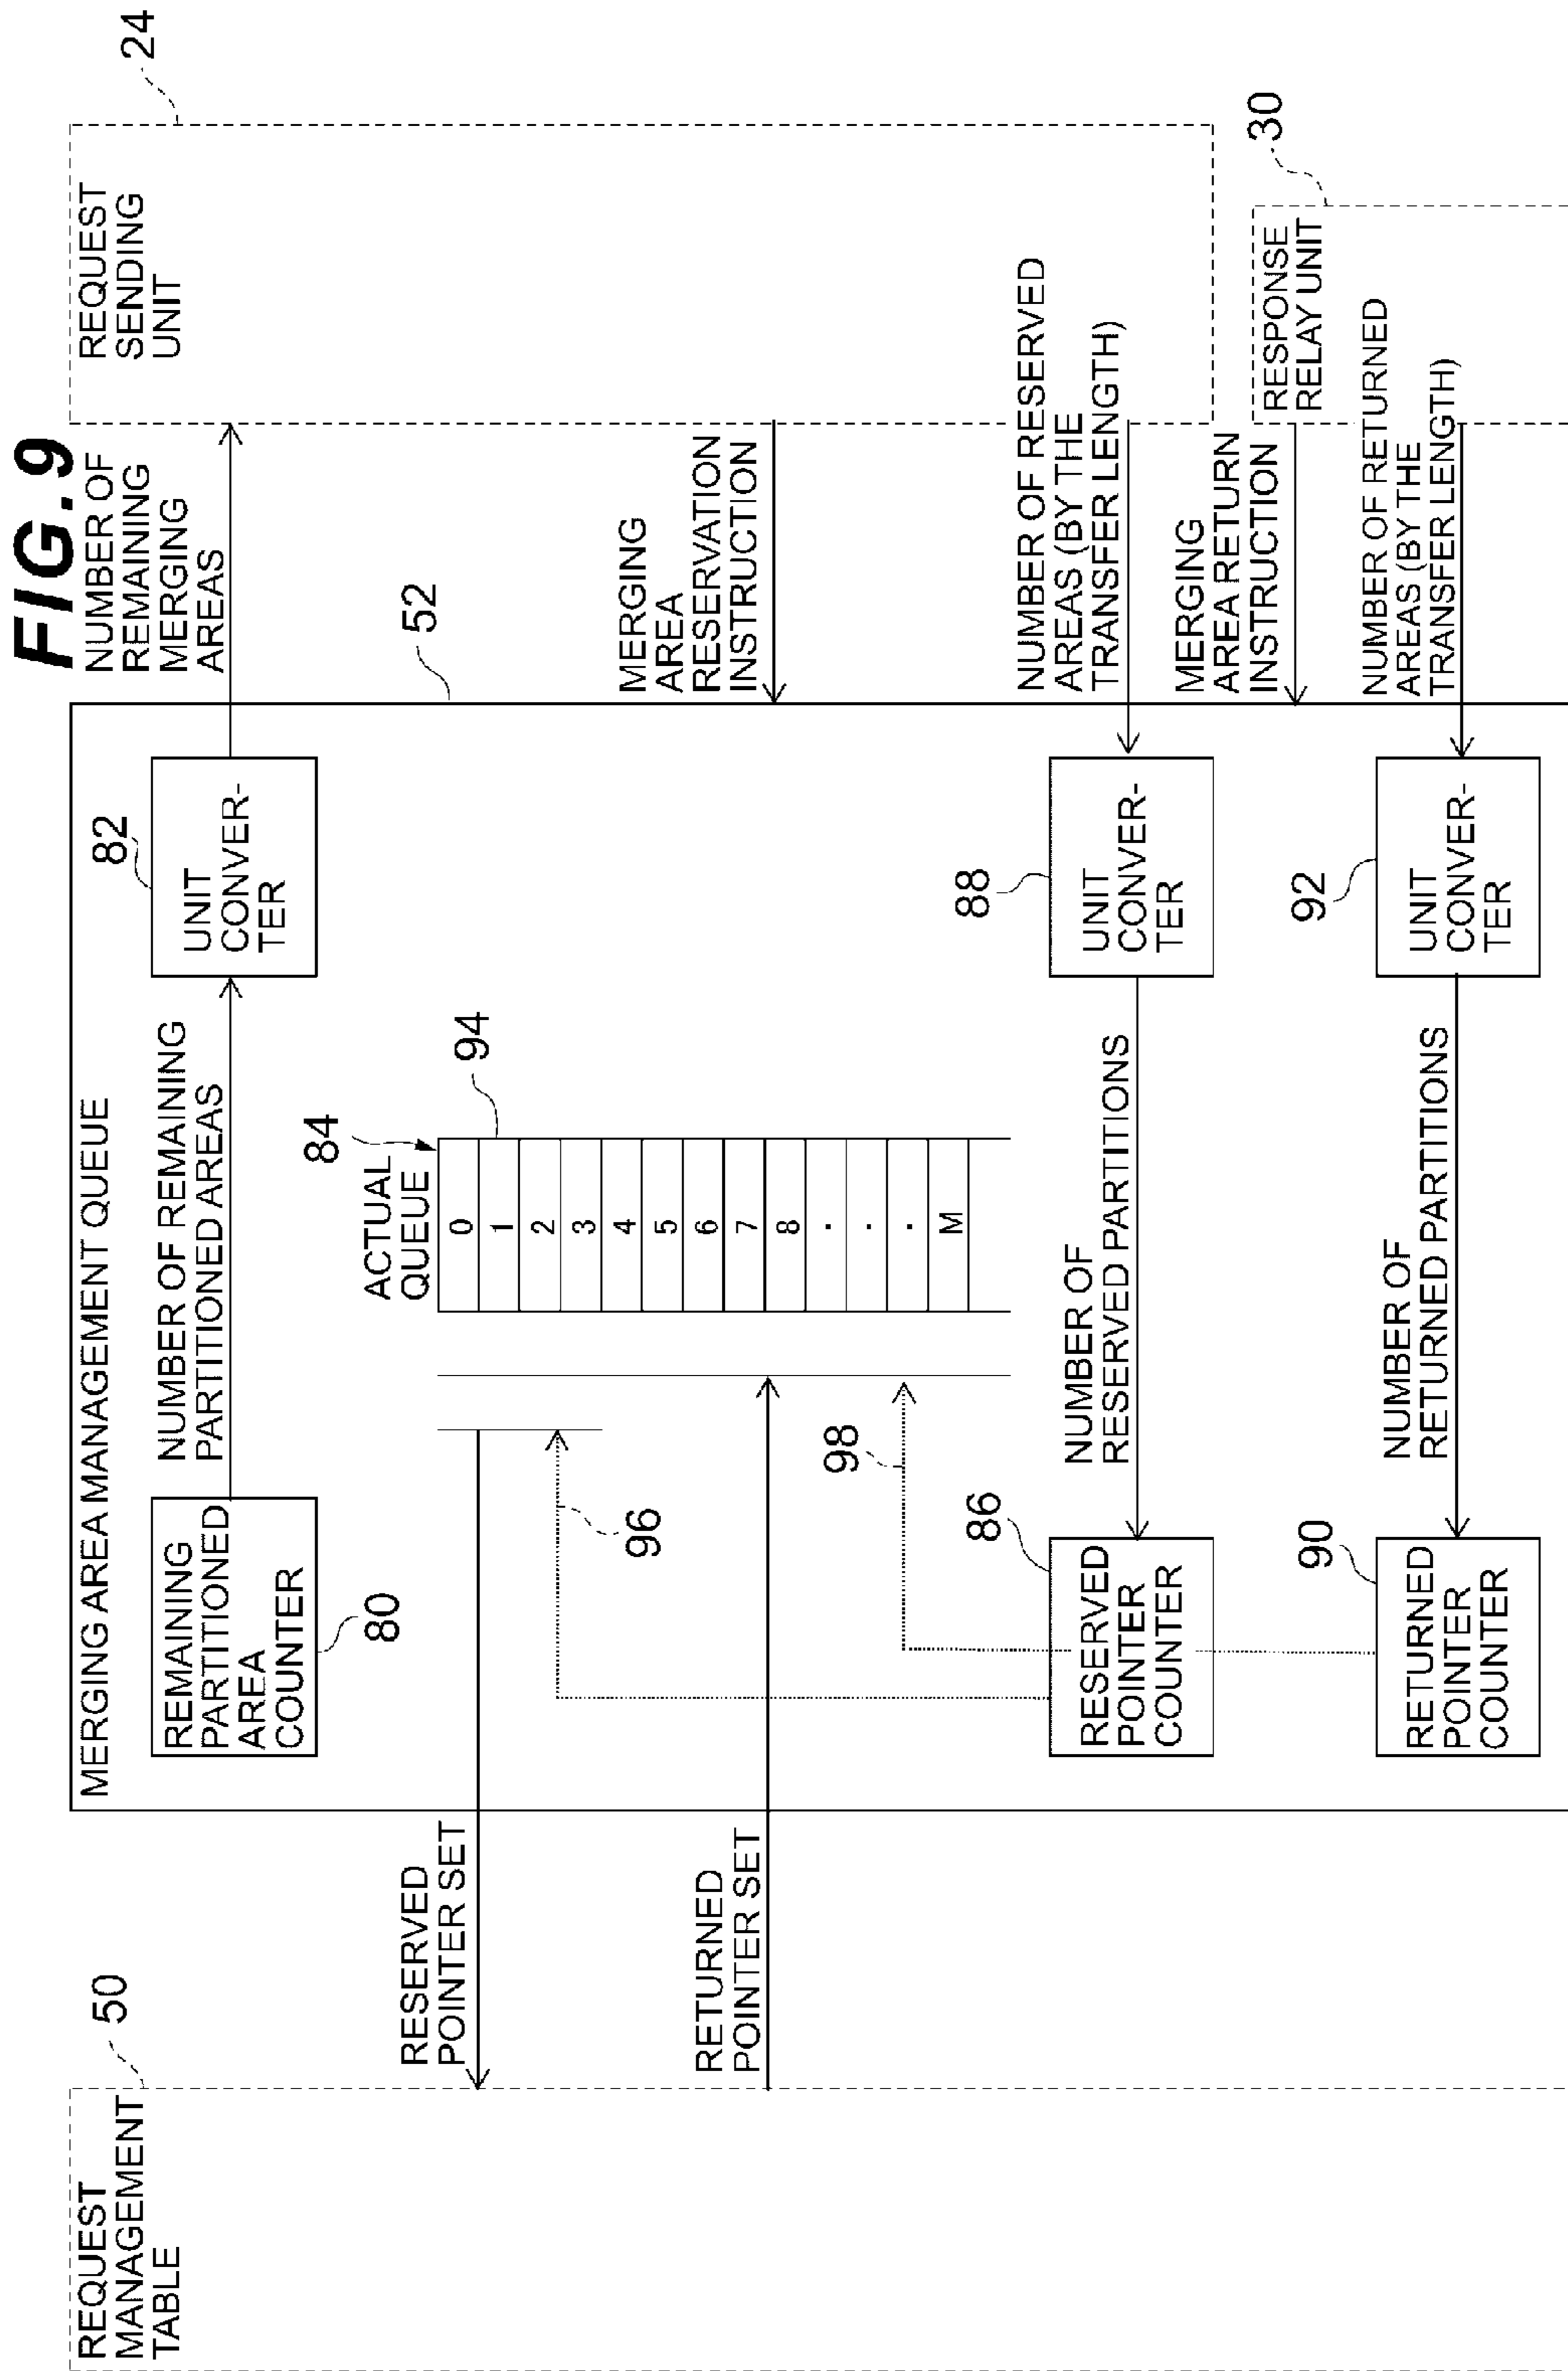 FIG.9
REQUEST
MANAGEMENT
TABLE
50
RESERVED
POINTER SET
RETURNED
POINTER SET
MERGING AREA MANAGEMENT QUEUE
52
REMAINING
PARTITIONED
AREA
COUNTER
80
NUMBER OF REMAINING
PARTITIONED AREAS
82
UNIT
CONVER-
TER
ACTUAL
QUEUE
84
94
0
1
2
3
4
5
6
7
8
.
.
.
M
96
98
86
RESERVED
POINTER
COUNTER
NUMBER OF
RESERVED PARTITIONS
88
UNIT
CONVER-
TER
90
RETURNED
POINTER
COUNTER
NUMBER OF
RETURNED PARTITIONS
92
UNIT
CONVER-
TER
NUMBER OF
REMAINING
MERGING
AREAS
MERGING
AREA
RESERVATION
INSTRUCTION
NUMBER OF RESERVED
AREAS (BY THE
TRANSFER LENGTH)
MERGING
AREA RETURN
INSTRUCTION
NUMBER OF RETURNED
AREAS (BY THE
TRANSFER LENGTH)
REQUEST
SENDING
UNIT
24
RESPONSE
RELAY UNIT
30